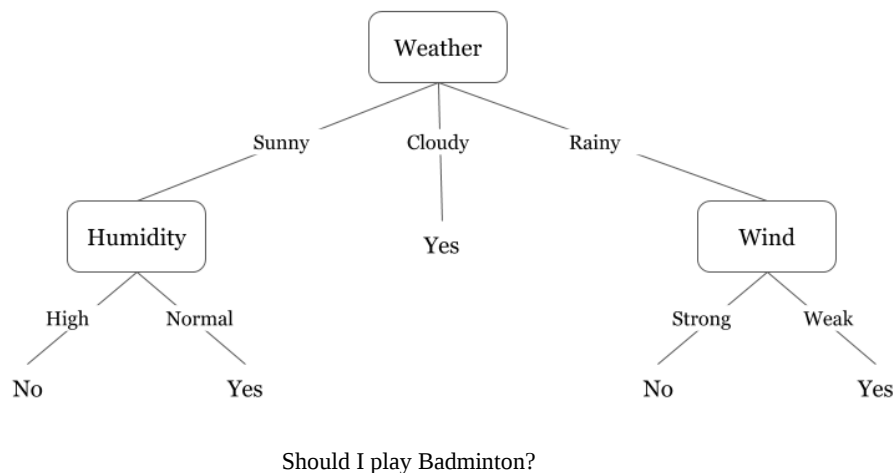 Weather
Sunny
Cloudy
Rainy
Humidity
Yes
Wind
High
Normal
Strong
Weak
No
Yes
No
Yes
Should I play Badminton?